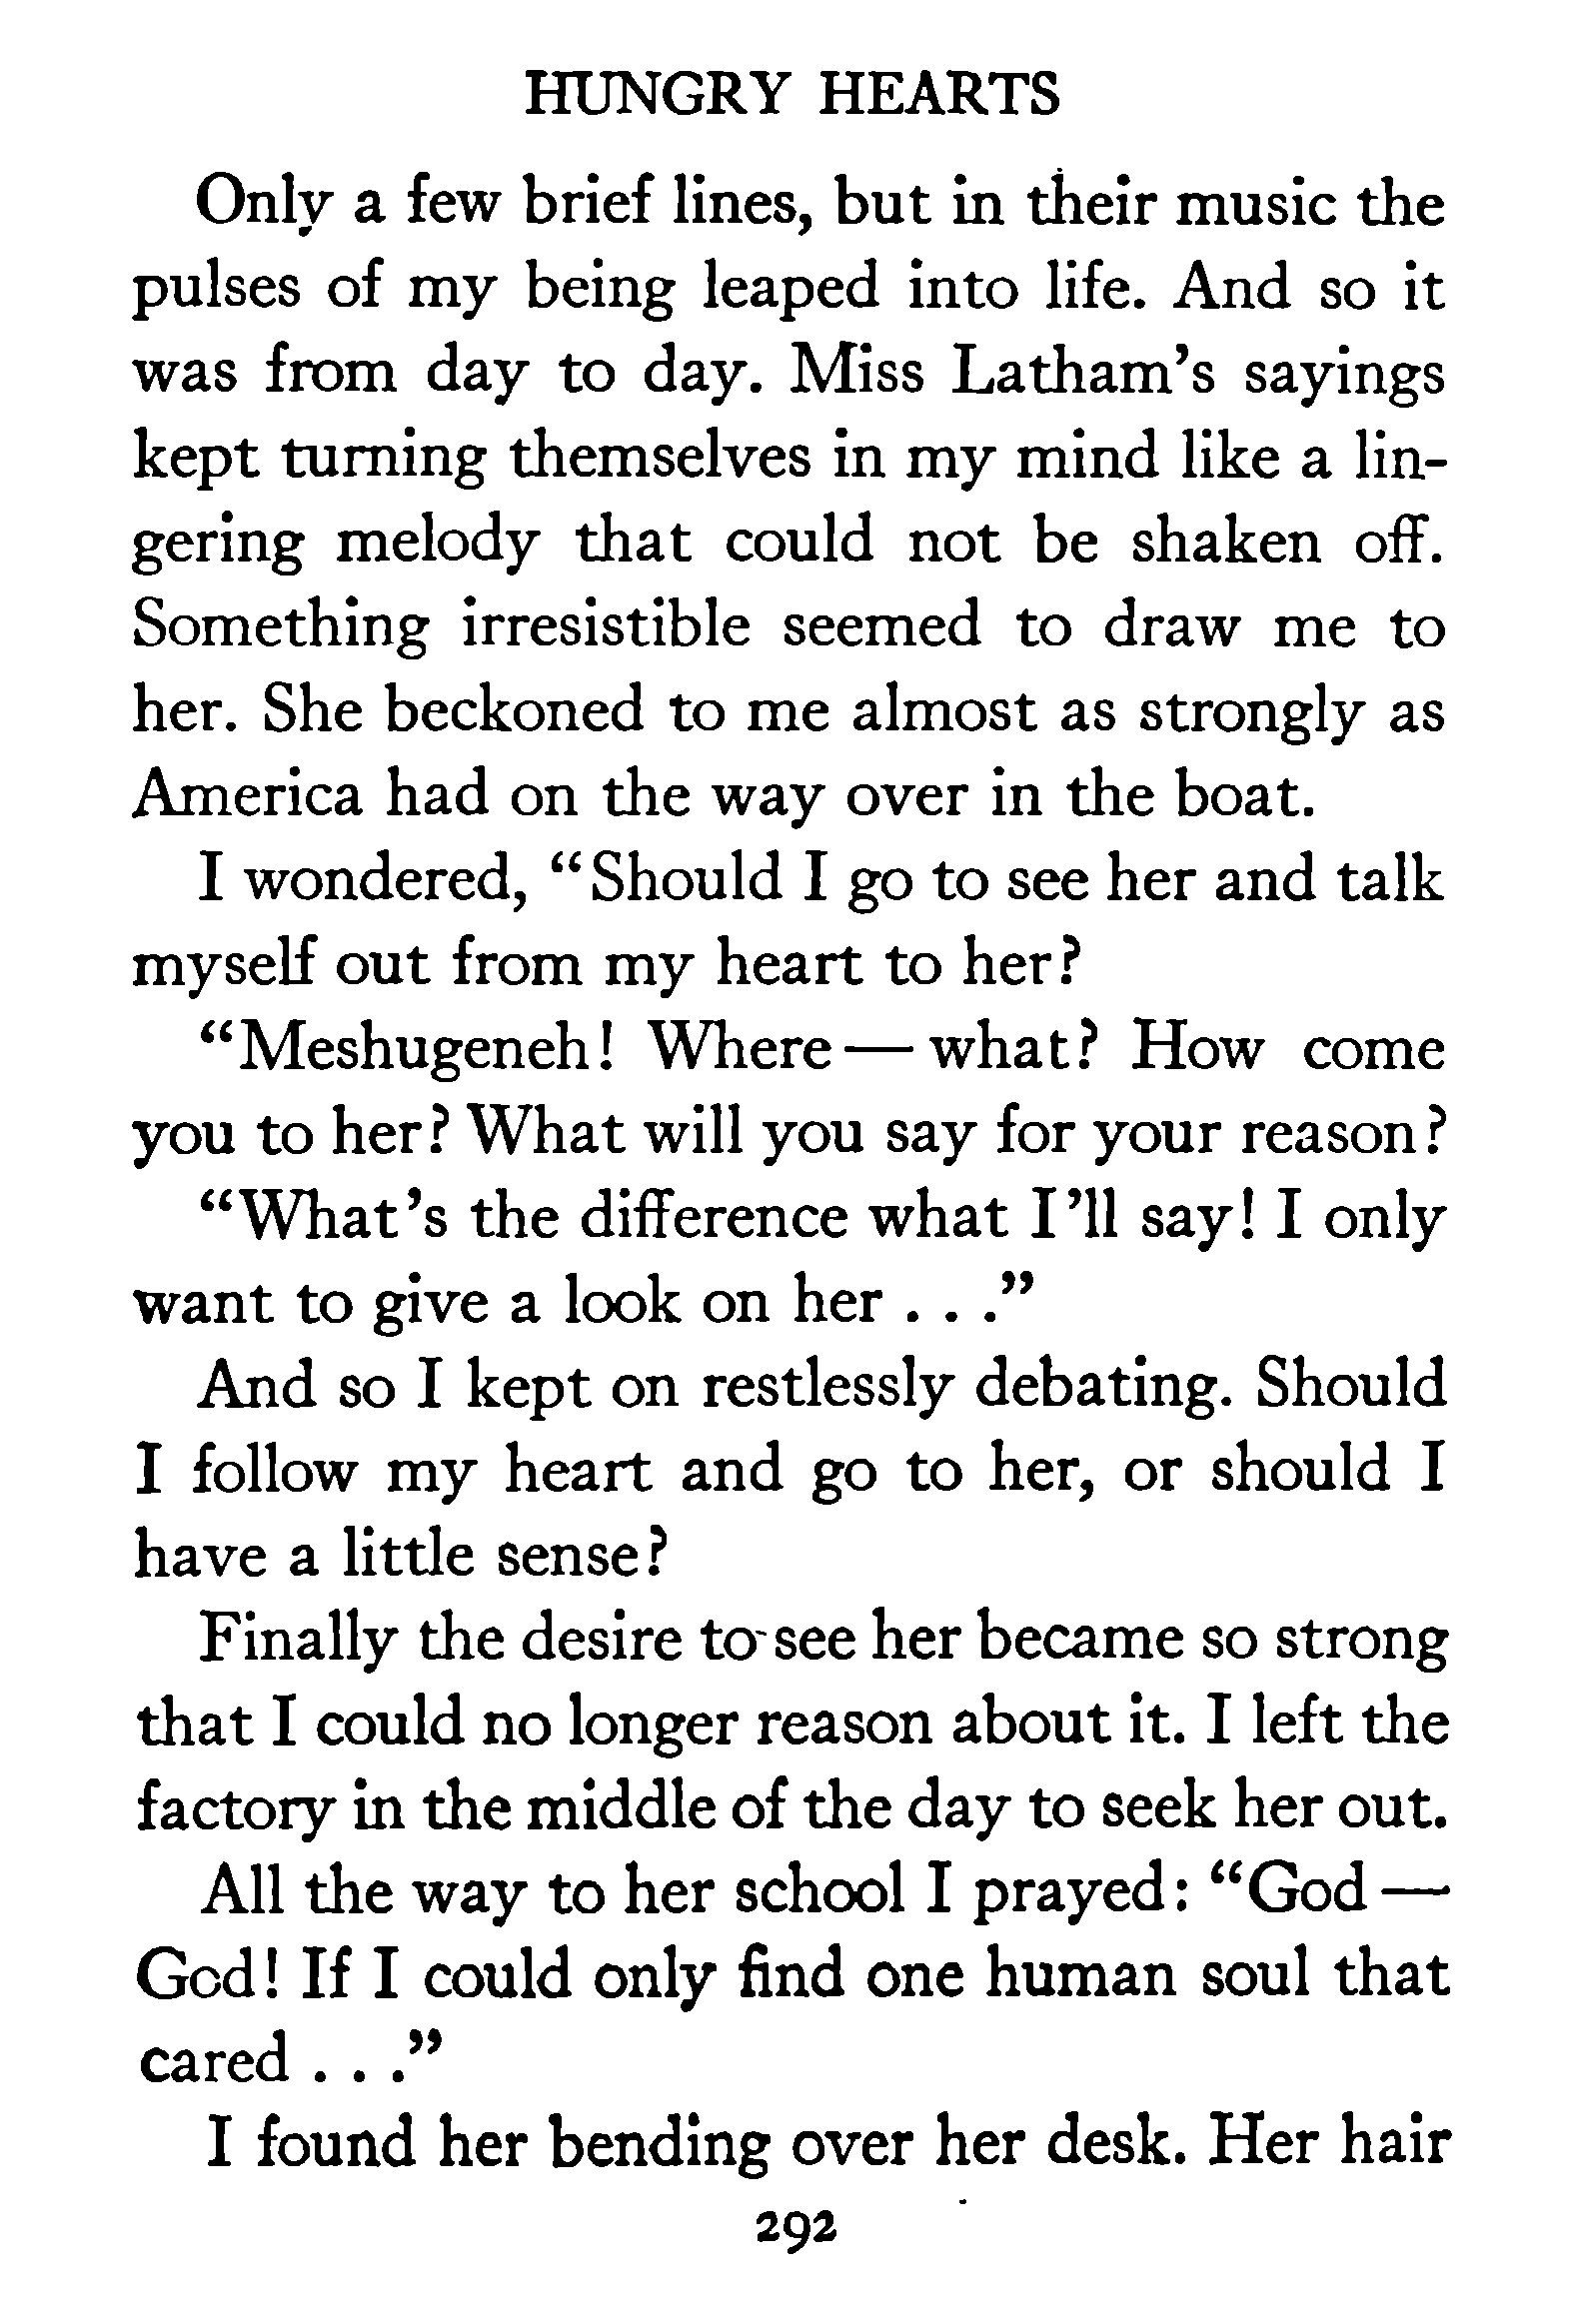 HUNGRY HEARTS
Only a few brief lines, but in their music the
pulses of my being leaped into life. And so it
was from day to day. Miss Latham's sayings
kept turning themselves in my mind like a lin-
gering melody that could not be shaken off.
Something irresistible seemed to draw me to
her. She beckoned to me almost as strongly as
America had on the way over in the boat.
I wondered, “Should I go to see her and talk
myself out from my heart to her?
“Meshugeneh! Where — what? How come
you to her? What will you say for your reason?
“What's the difference what I'll say! I only
want to give a look on her . . .”
And so I kept on restlessly debating. Should
I follow my heart and go to her, or should I
have a little sense?
Finally the desire to see her became so strong
that I could no longer reason about it. I left the
factory in the middle of the day to seek her out.
All the way to her school I prayed: “God —
God! If I could only find one human soul that
cared . . .”
I found her bending over her desk. Her hair
292